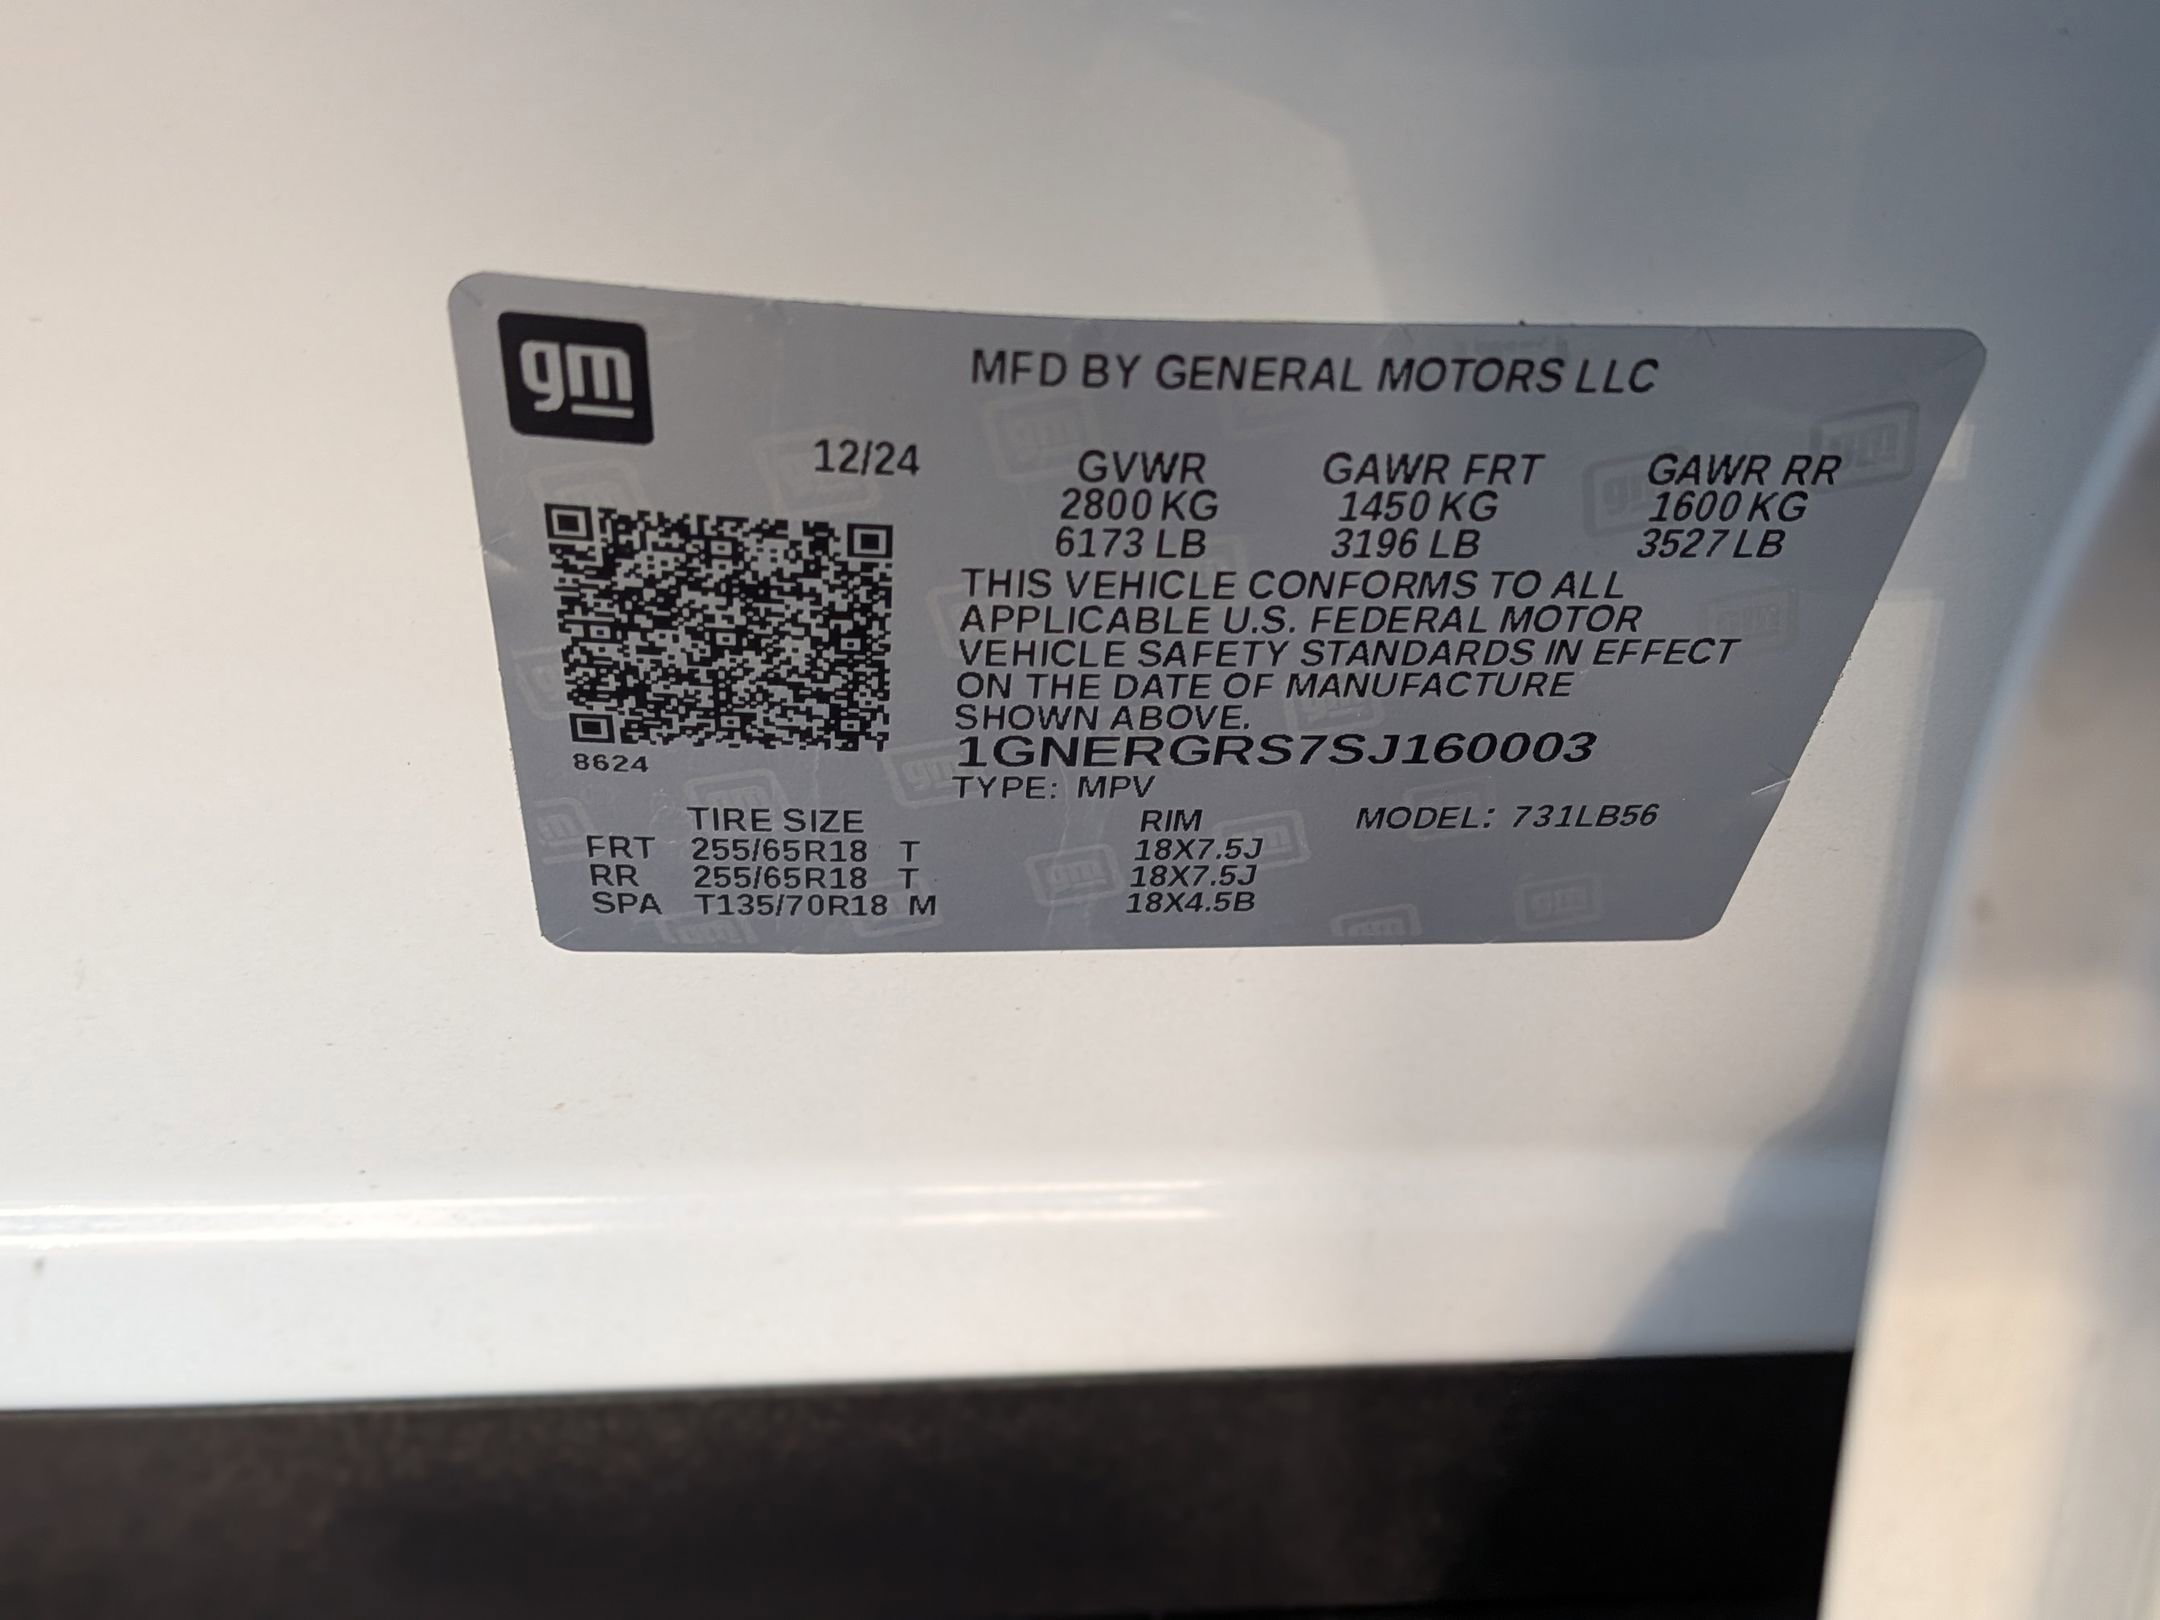 gm
MFD BY GENERAL MOTORS LLC
12/24
GVWR GAWR FRT GAWR RR
2800 KG 1450 KG 1600 KG
6173 LB 3196 LB 3527 LB
THIS VEHICLE CONFORMS TO ALL
APPLICABLE U.S. FEDERAL MOTOR
VEHICLE SAFETY STANDARDS IN EFFECT
ON THE DATE OF MANUFACTURE
SHOWN ABOVE.
1GNERGRS7SJ160003
8624
TYPE: MPV
TIRE SIZE RIM MODEL: 731LB56
FRT 255/65R18 T 18X7.5J
RR 255/65R18 T 18X7.5J
SPA T135/70R18 M 18X4.5B